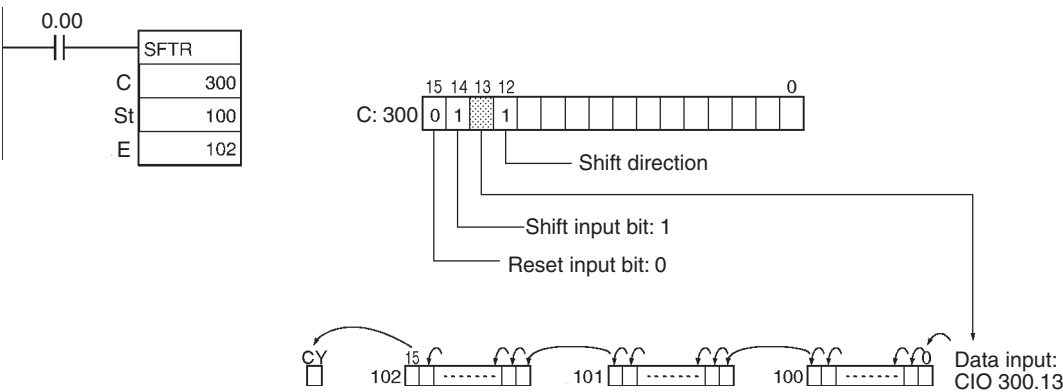 0.00
SFTR
C 300
St 100
E 102
15 14 13 12 0
C: 300 0 1 1
Shift direction
Shift input bit: 1
Reset input bit: 0
CY 15 0 Data input:
102 101 100 CIO 300.13